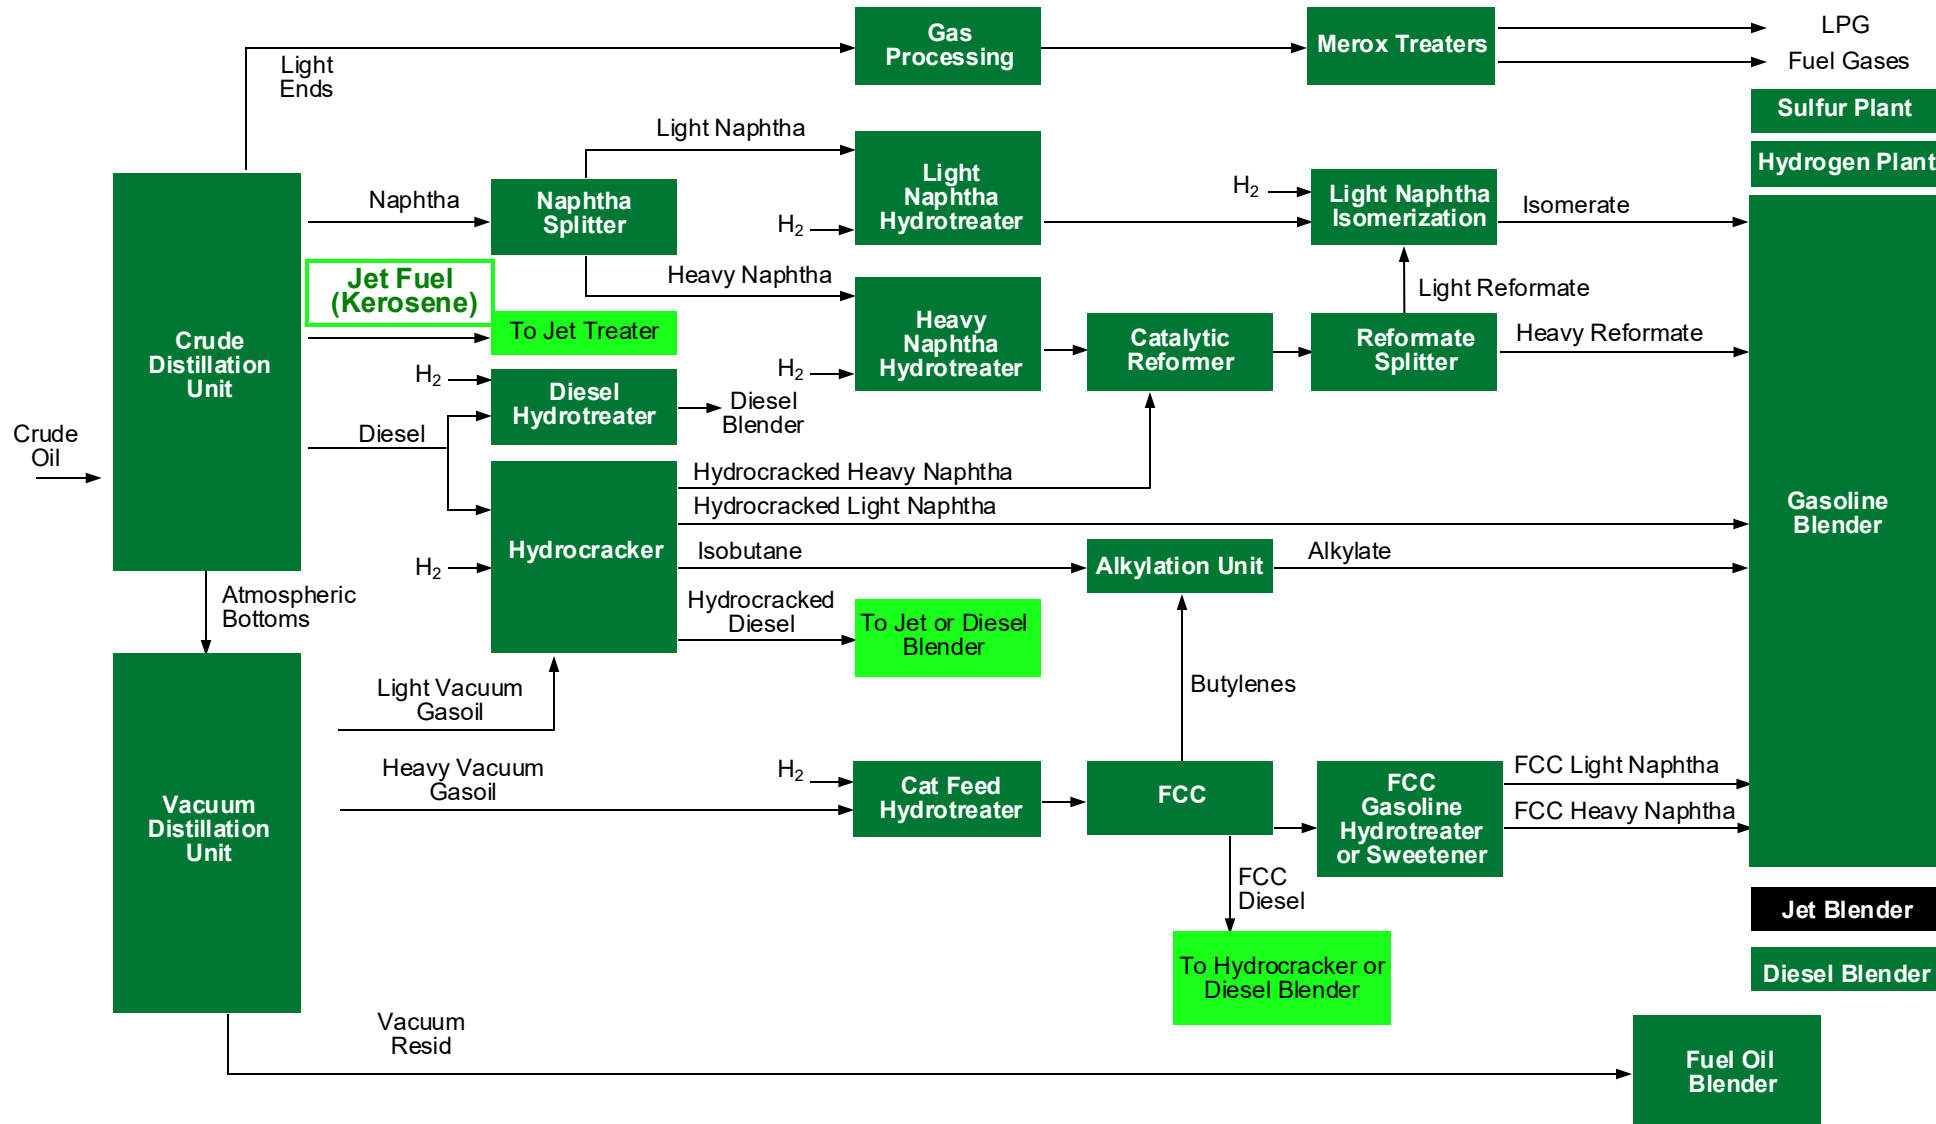 Gas
Processing
Merox Treaters
LPG
Fuel Gases
Light
Ends
Sulfur Plant
Hydrogen Plant
Light Naphtha
Naphtha
Naphtha
Splitter
H2
Light
Naphtha
Hydrotreater
H2
Light Naphtha
Isomerization
Isomerate
Jet Fuel
(Kerosene)
To Jet Treater
Heavy Naphtha
Heavy
Naphtha
Hydrotreater
H2
Catalytic
Reformer
Light Reformate
Reformate
Splitter
Heavy Reformate
Crude
Distillation
Unit
Crude
Oil
H2
Diesel
Hydrotreater
Diesel
Blender
Diesel
Hydrocracked Heavy Naphtha
Hydrocracked Light Naphtha
Gasoline
Blender
H2
Hydrocracker
Isobutane
Alkylation Unit
Alkylate
Atmospheric
Bottoms
Hydrocracked
Diesel
To Jet or Diesel
Blender
Light Vacuum
Gasoil
Butylenes
Heavy Vacuum
Gasoil
H2
Cat Feed
Hydrotreater
FCC
FCC
Gasoline
Hydrotreater
or Sweetener
FCC Light Naphtha
FCC Heavy Naphtha
Vacuum
Distillation
Unit
FCC
Diesel
To Hydrocracker or
Diesel Blender
Jet Blender
Diesel Blender
Vacuum
Resid
Fuel Oil
Blender